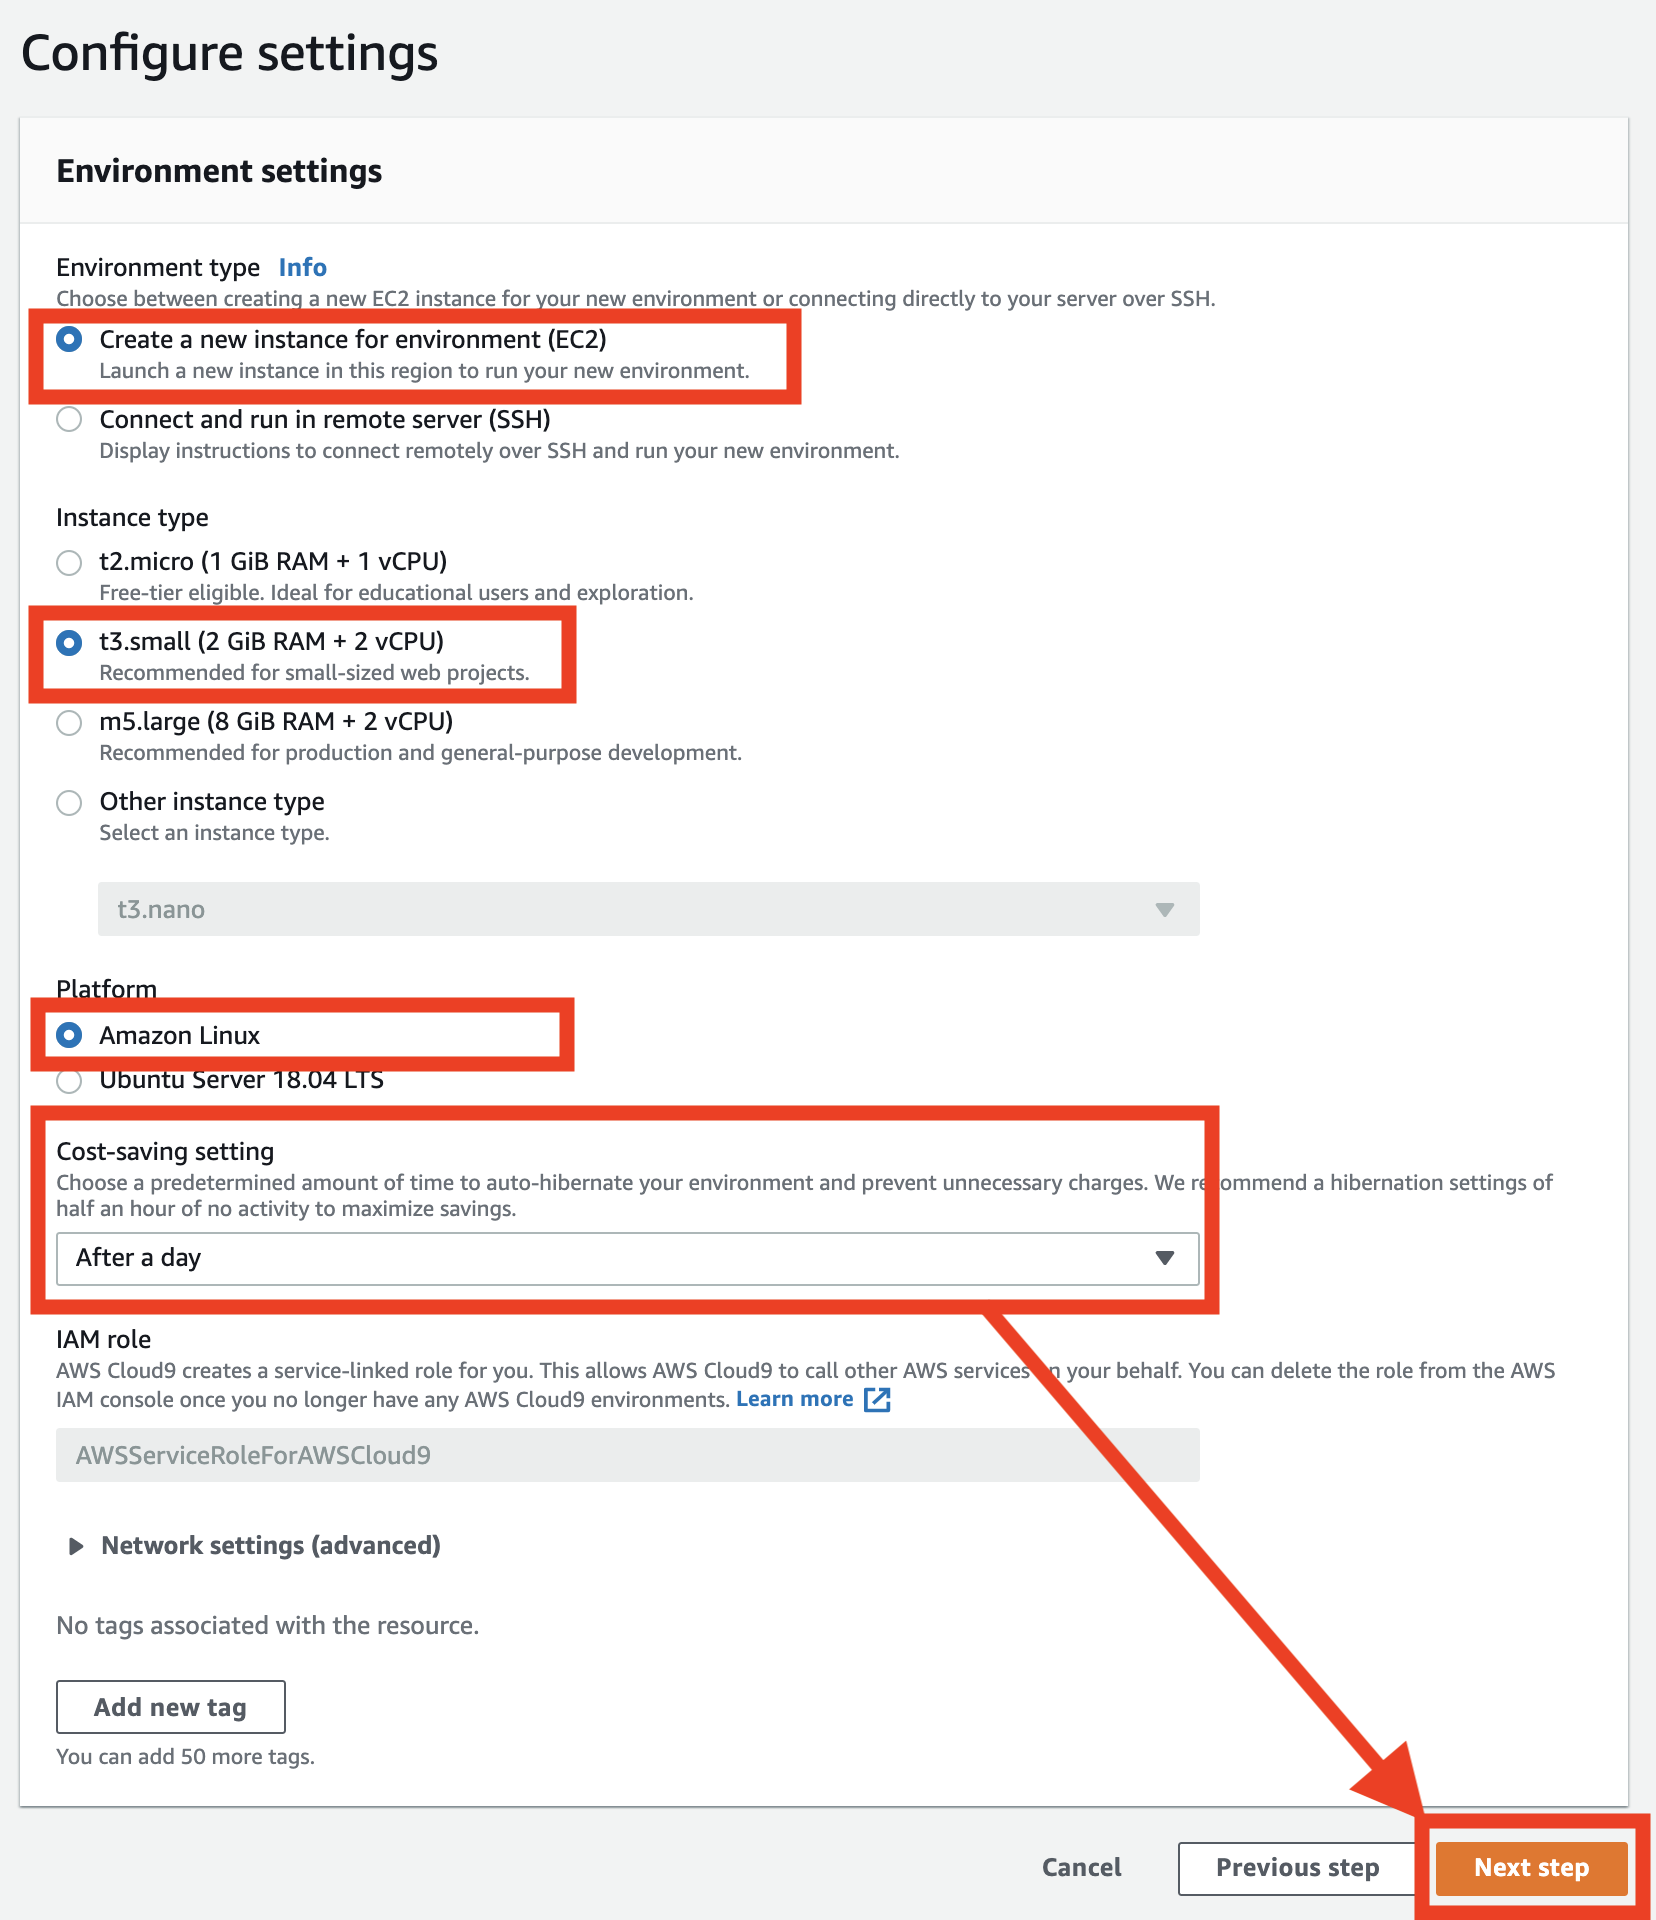 Configure settings
Environment settings
Environment type Info
Choose between creating a new EC2 instance for your new environment or connecting directly to your server over SSH.
Create a new instance for environment (EC2)
Launch a new instance in this region to run your new environment.
Connect and run in remote server (SSH)
Display instructions to connect remotely over SSH and run your new environment.
Instance type
t2.micro (1 GiB RAM + 1 vCPU)
Free-tier eligible. Ideal for educational users and exploration.
t3.small (2 GiB RAM + 2 vCPU)
Recommended for small-sized web projects.
m5.large (8 GiB RAM + 2 vCPU)
Recommended for production and general-purpose development.
Other instance type
Select an instance type.
t3.nano
Platform
Amazon Linux
Ubuntu Server 18.04 LTS
Cost-saving setting
Choose a predetermined amount of time to auto-hibernate your environment and prevent unnecessary charges. We recommend a hibernation settings of
half an hour of no activity to maximize savings.
After a day
IAM role
AWS Cloud9 creates a service-linked role for you. This allows AWS Cloud9 to call other AWS services on your behalf. You can delete the role from the AWS
IAM console once you no longer have any AWS Cloud9 environments. Learn more
AWSServiceRoleForAWSCloud9
Network settings (advanced)
No tags associated with the resource.
Add new tag
You can add 50 more tags.
Cancel
Previous step
Next step